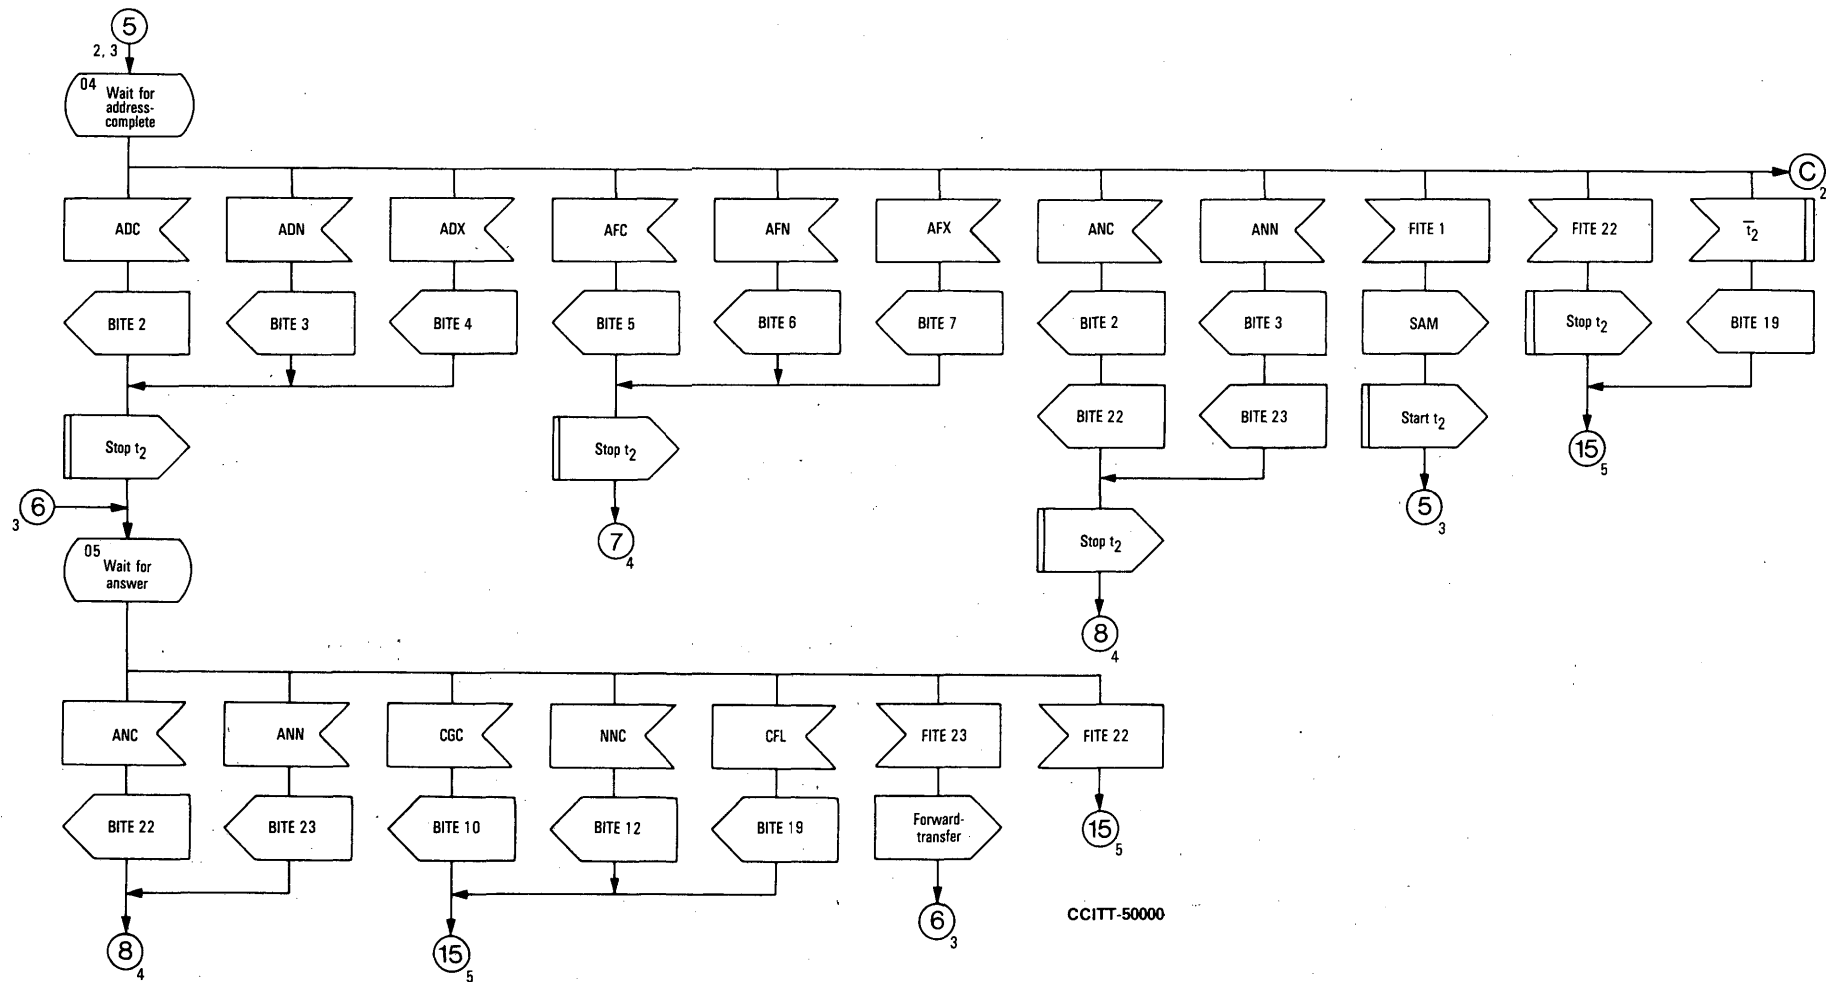 5
2, 3
04
Wait for
address-
complete
C
2
ADC
ADN
ADX
AFC
AFN
AFX
ANC
ANN
FITE 1
FITE 22
t2
BITE 2
BITE 3
BITE 4
BITE 5
BITE 6
BITE 7
BITE 2
BITE 3
SAM
Stop t2
BITE 19
BITE 22
BITE 23
Start t2
15
5
Stop t2
Stop t2
6
3
5
3
7
4
Stop t2
05
Wait for
answer
8
4
ANC
ANN
CGC
NNC
CFL
FITE 23
FITE 22
BITE 22
BITE 23
BITE 10
BITE 12
BITE 19
Forward-
transfer
15
5
8
4
15
5
6
3
CCITT-50000